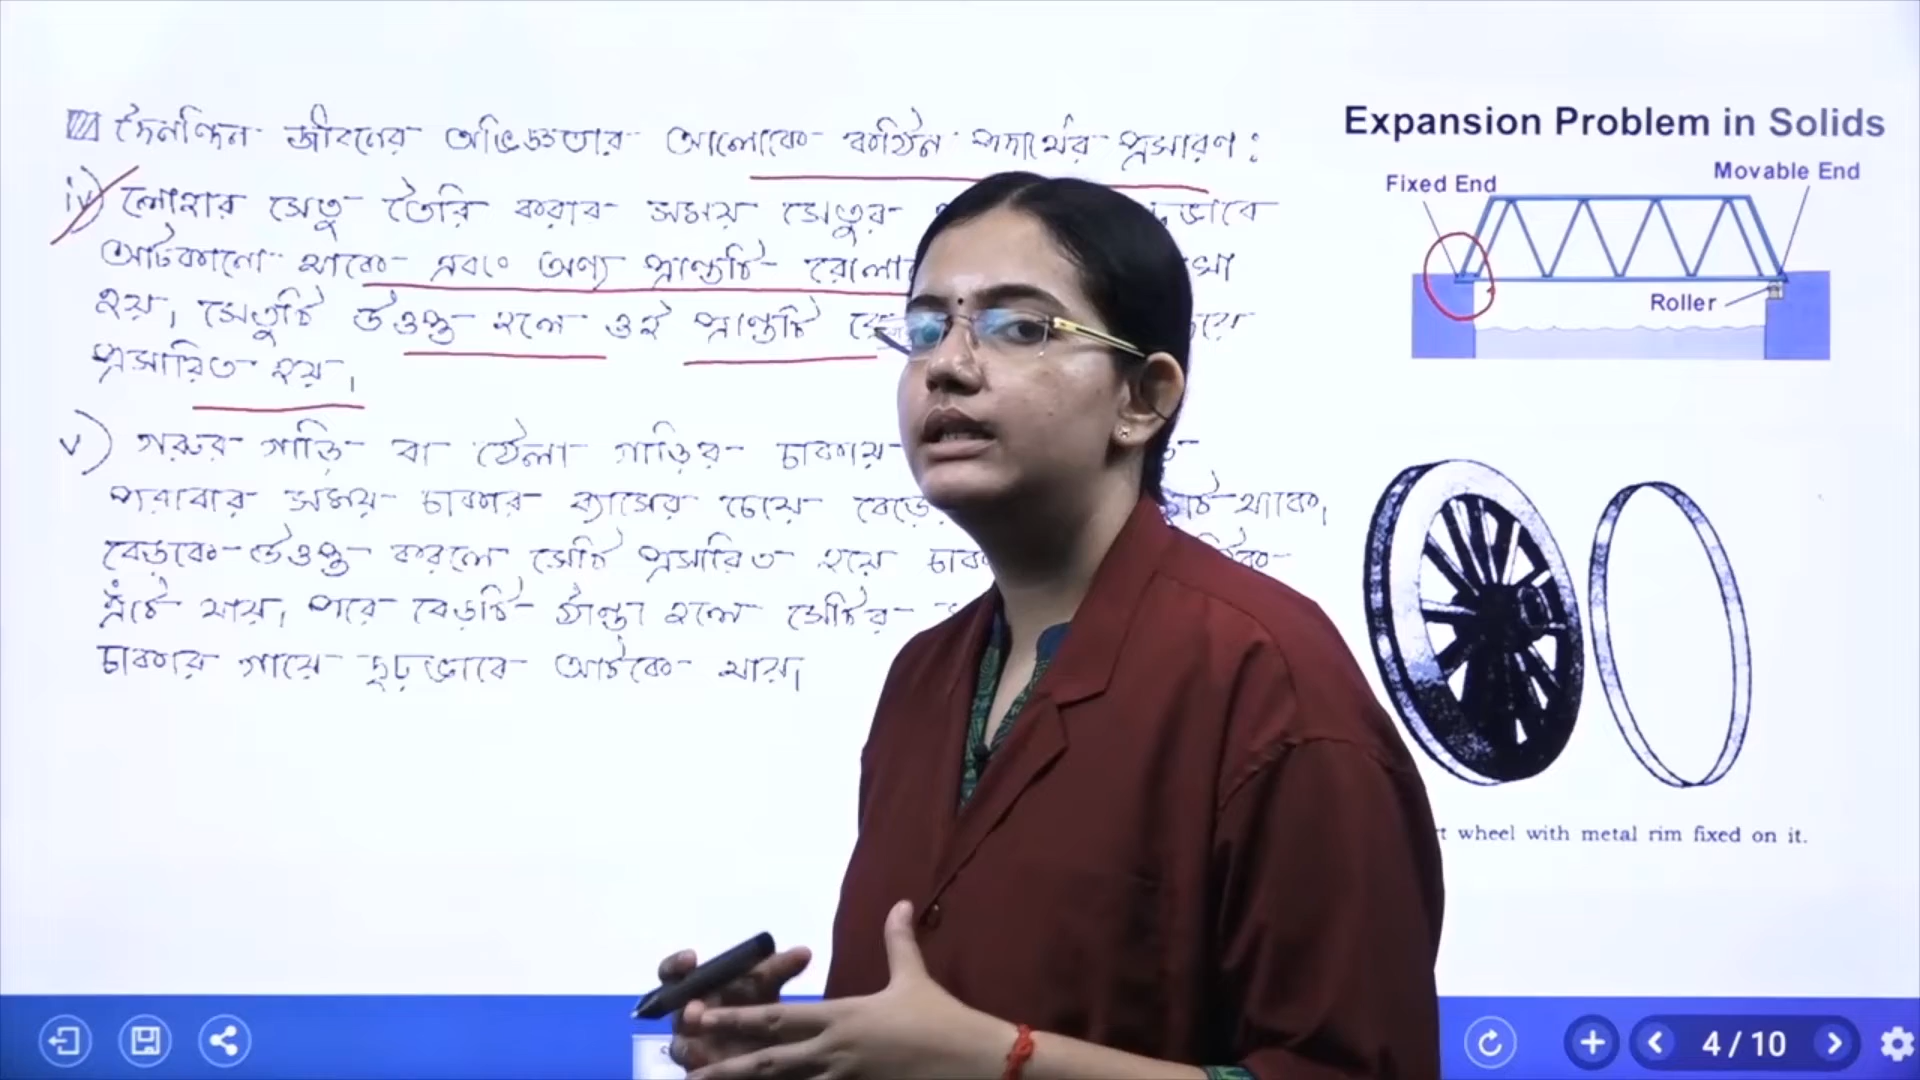 দৈনন্দিন জীবনের অভিজ্ঞতার আলোকে কঠিন পদার্থের প্রসারণ:
iv) লোহার সেতু তৈরি করার সময় সেতুর
আটকানো থাকে এবং অন্য প্রান্তটি
হয়। সেতুটি উত্তপ্ত হলে ওই প্রান্তটি
প্রসারিত হয়।
v) গরুর গাড়ি বা ঠেলা গাড়ির চাকায়
পরাবার সময় চাকার ব্যাসের চেয়ে থাকে।
বেড়কে উত্তপ্ত করলে সেটি প্রসারিত হয়ে
এঁটে যায়। পরে বেড়টি ঠাণ্ডা হলে সেটির
চাকার গায়ে দৃঢ়ভাবে আটকে যায়।
Expansion Problem in Solids
Fixed End
Movable End
Roller
wheel with metal rim fixed on it.
4 / 10